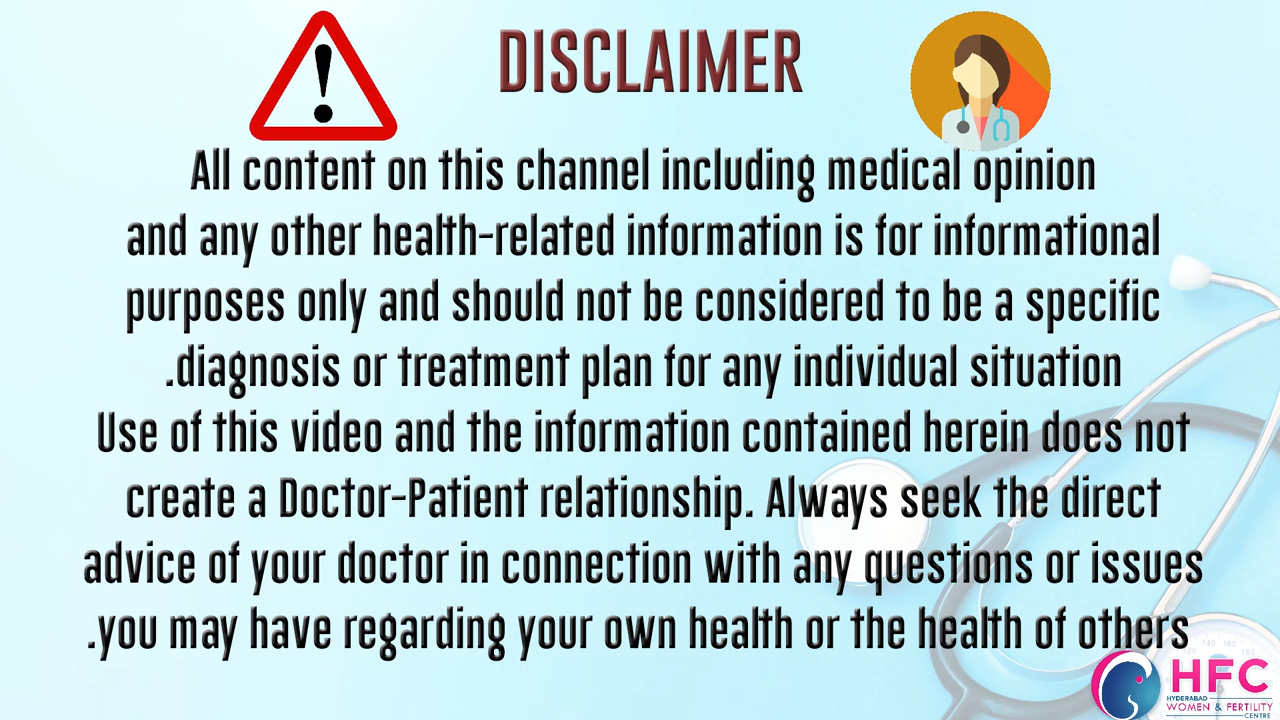 DISCLAIMER
All content on this channel including medical opinion
and any other health-related information is for informational
purposes only and should not be considered to be a specific
.diagnosis or treatment plan for any individual situation
Use of this video and the information contained herein does not
create a Doctor-Patient relationship. Always seek the direct
advice of your doctor in connection with any questions or issues
.you may have regarding your own health or the health of others
140 160
180
HFC
HYDERABAD
WOMEN & FERTILITY
CENTRE